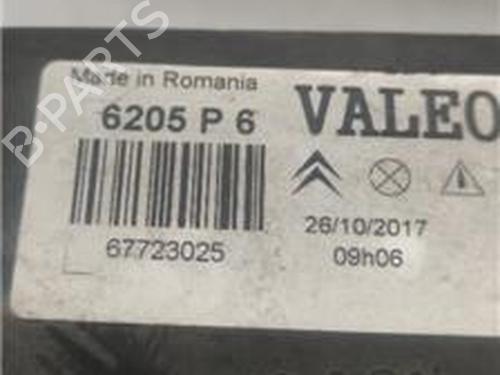 B-PARTS
Made in Romania
6205 P 6
VALEO
67723025
26/10/2017
09h06